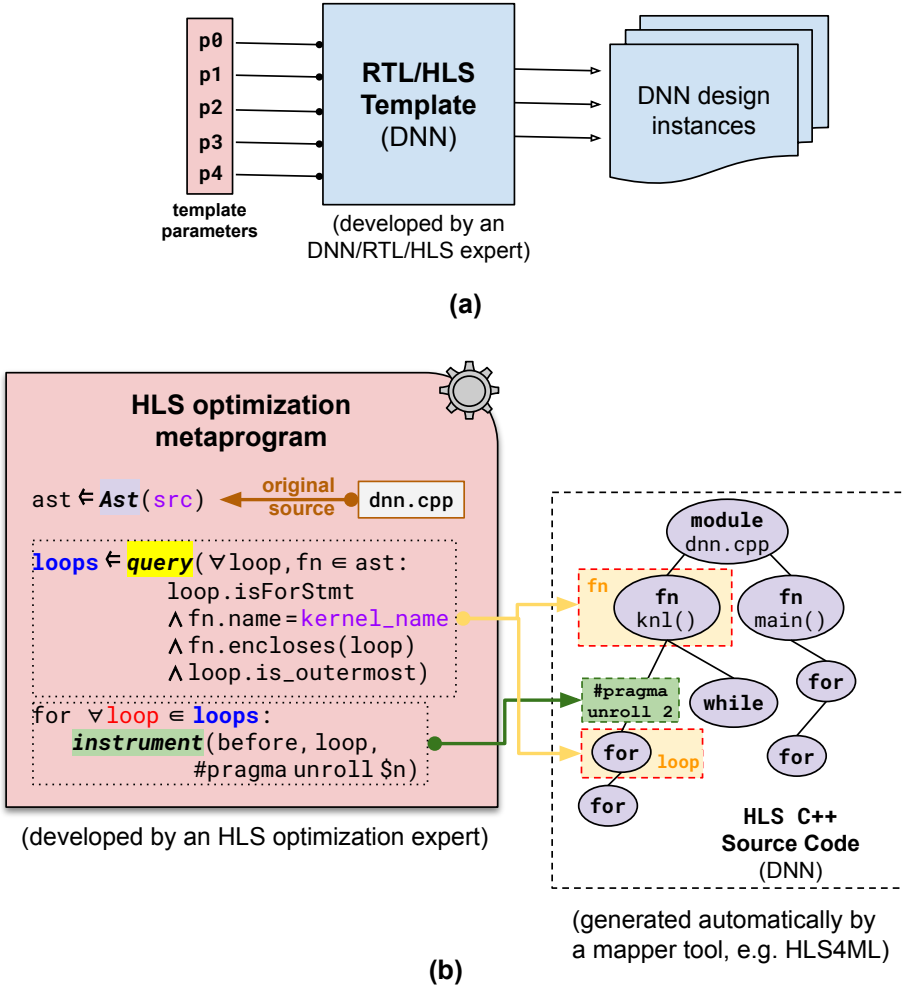 p0
p1
p2
p3
p4
template
parameters
RTL/HLS
Template
(DNN)
(developed by an
DNN/RTL/HLS expert)
DNN design
instances
(a)
HLS optimization
metaprogram
ast ⇐ Ast(src)
original
source
dnn.cpp
loops ⇐ query(∀loop,fn ∈ ast:
loop.isForStmt
∧ fn.name=kernel_name
∧ fn.encloses(loop)
∧ loop.is_outermost)
for ∀loop ∈ loops:
instrument(before, loop,
#pragma unroll $n)
(developed by an HLS optimization expert)
module
dnn.cpp
fn
fn
knl()
fn
main()
#pragma
unroll 2
while
for
for
loop
for
for
HLS C++
Source Code
(DNN)
(generated automatically by
a mapper tool, e.g. HLS4ML)
(b)